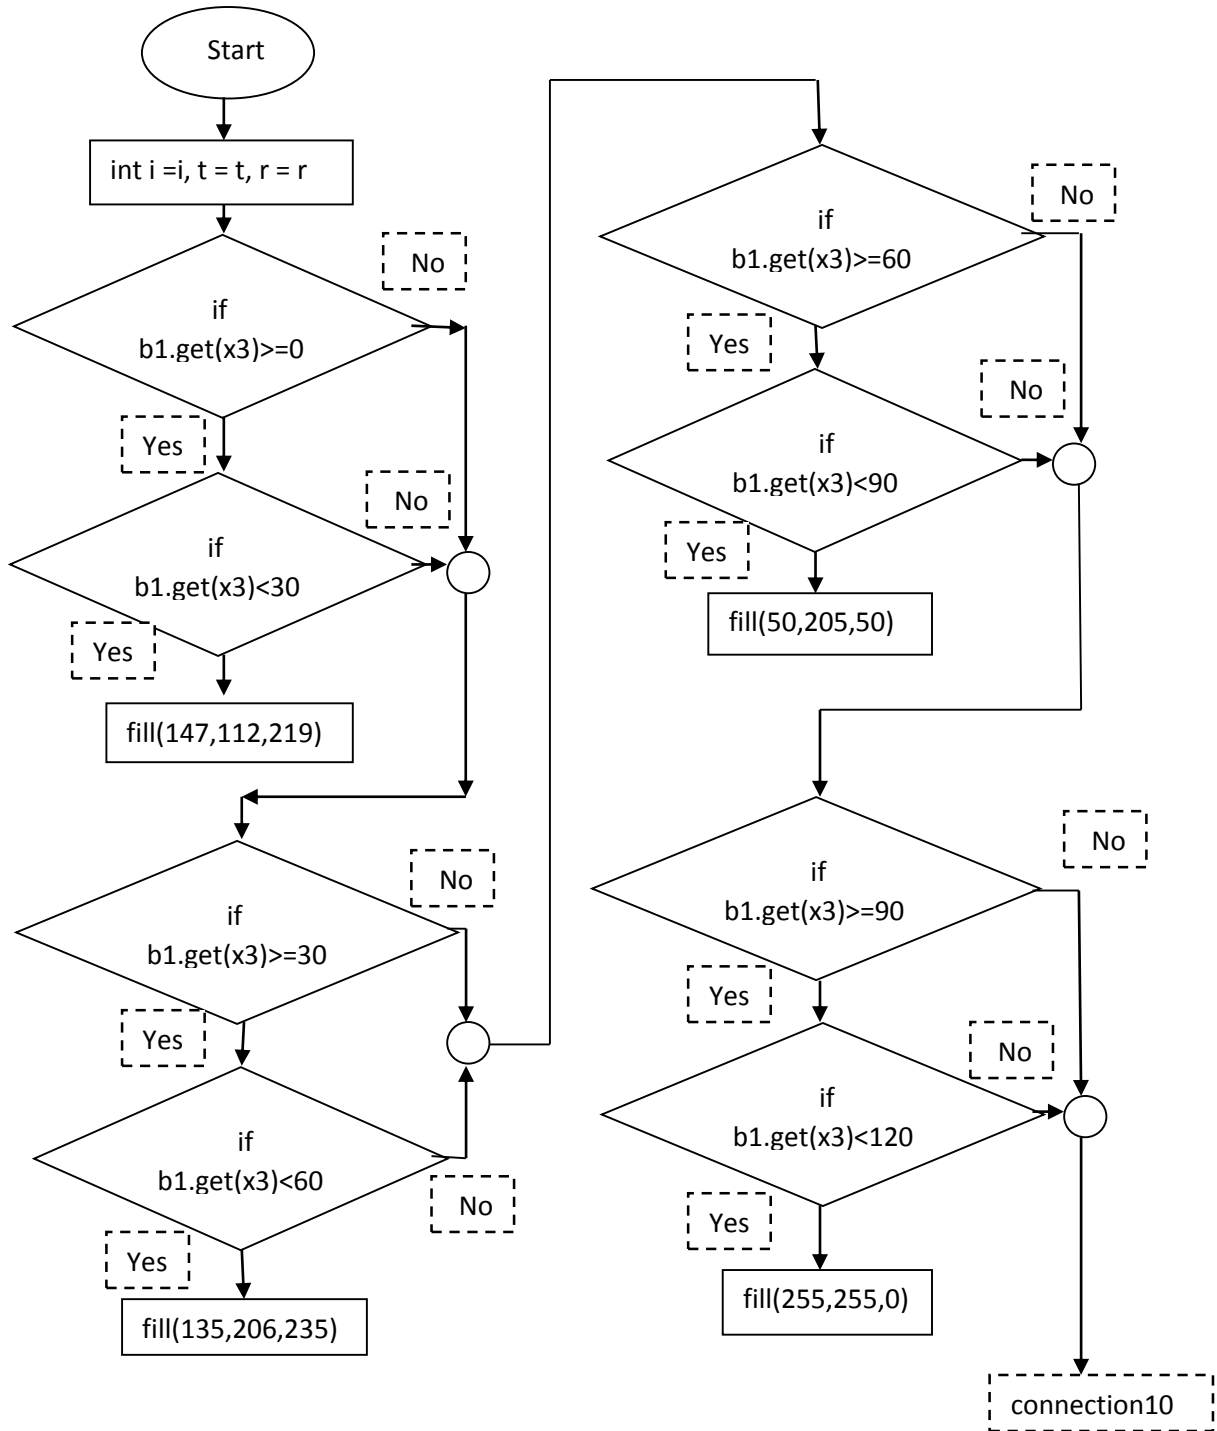 Start
int i =i, t = t, r = r
No
if
b1.get(x3)>=0
Yes
No
if
b1.get(x3)<30
Yes
fill(147,112,219)
No
if
b1.get(x3)>=30
Yes
if
b1.get(x3)<60
No
Yes
fill(135,206,235)
No
if
b1.get(x3)>=60
Yes
No
if
b1.get(x3)<90
Yes
fill(50,205,50)
No
if
b1.get(x3)>=90
Yes
No
if
b1.get(x3)<120
Yes
fill(255,255,0)
connection10